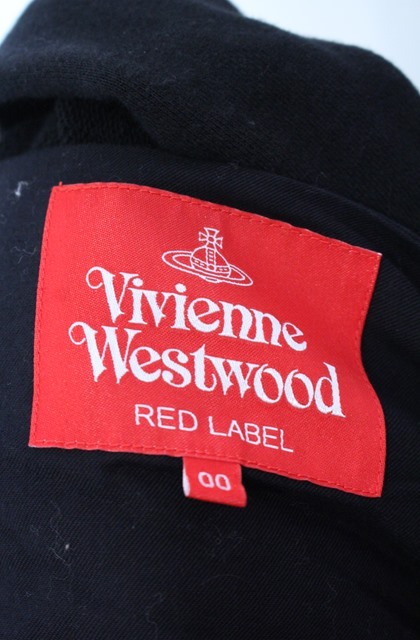 Vivienne
Westwood
RED LABEL
00